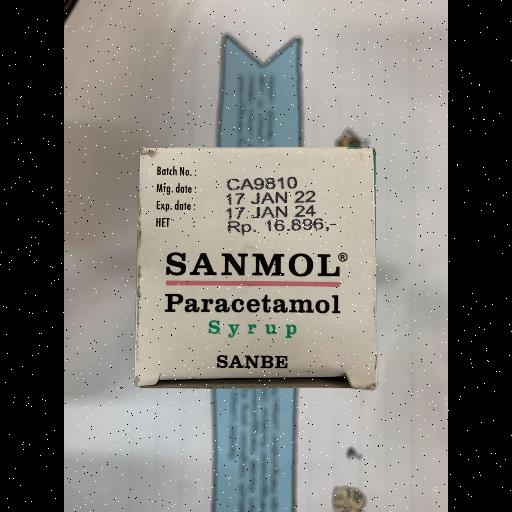 Batch No. : CA9810
Mfg. date : 17 JAN 22
Exp. date : 17 JAN 24
HET Rp. 16.896,-
SANMOL®
Paracetamol
Syrup
SANBE